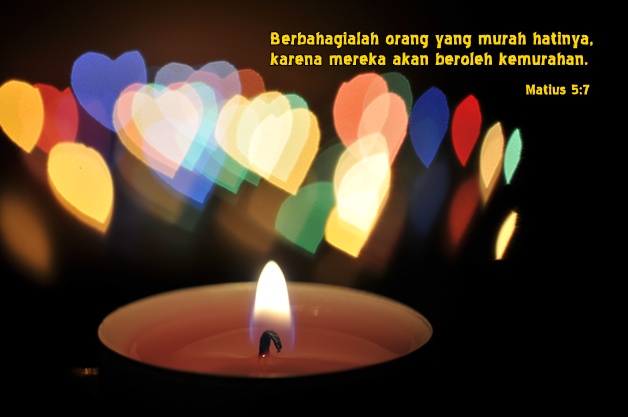 Berbahagialah orang yang murah hatinya,
karena mereka akan beroleh kemurahan.
Matius 5:7